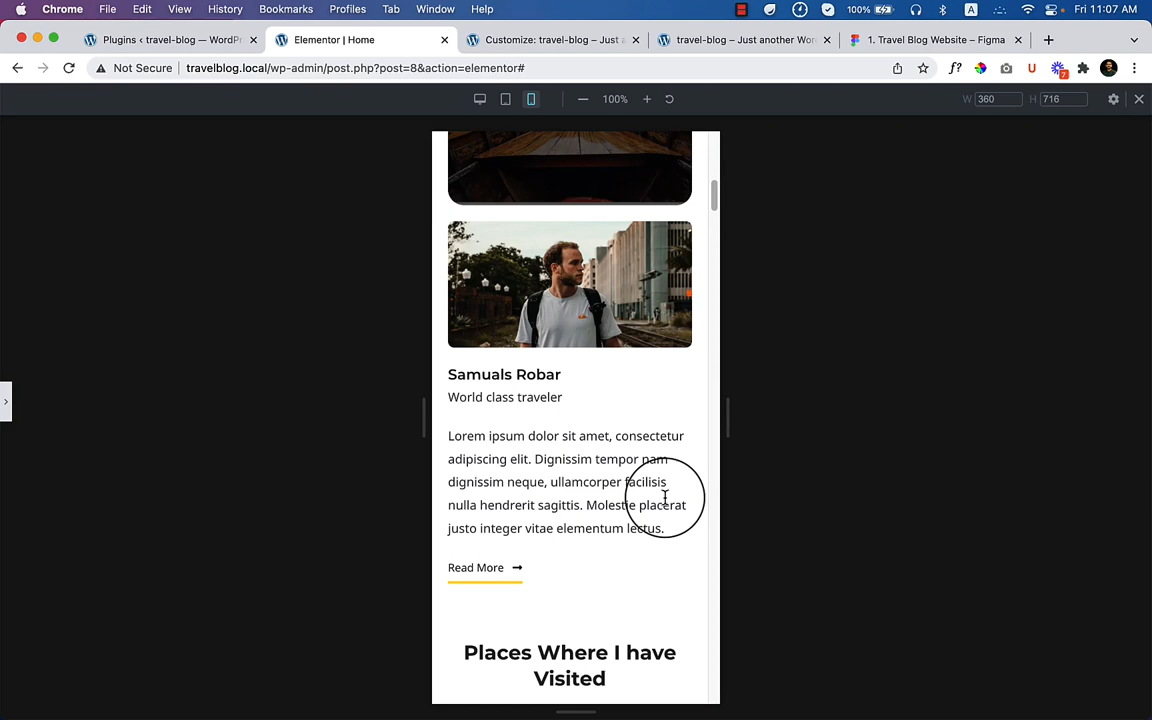 Chrome File Edit View History Bookmarks Profiles Tab Window Help 100% A Fri 11:07 AM
Plugins ‹ travel-blog — WordPr Elementor | Home Customize: travel-blog – Just a travel-blog – Just another Wor 1. Travel Blog Website – Figma
Not Secure travelblog.local/wp-admin/post.php?post=8&action=elementor# f? U 7
100% W 360 H 716
Samuals Robar
World class traveler
Lorem ipsum dolor sit amet, consectetur
adipiscing elit. Dignissim tempor nam
dignissim neque, ullamcorper facilisis
nulla hendrerit sagittis. Molestie placerat
justo integer vitae elementum lectus.
Read More
Places Where I have
Visited